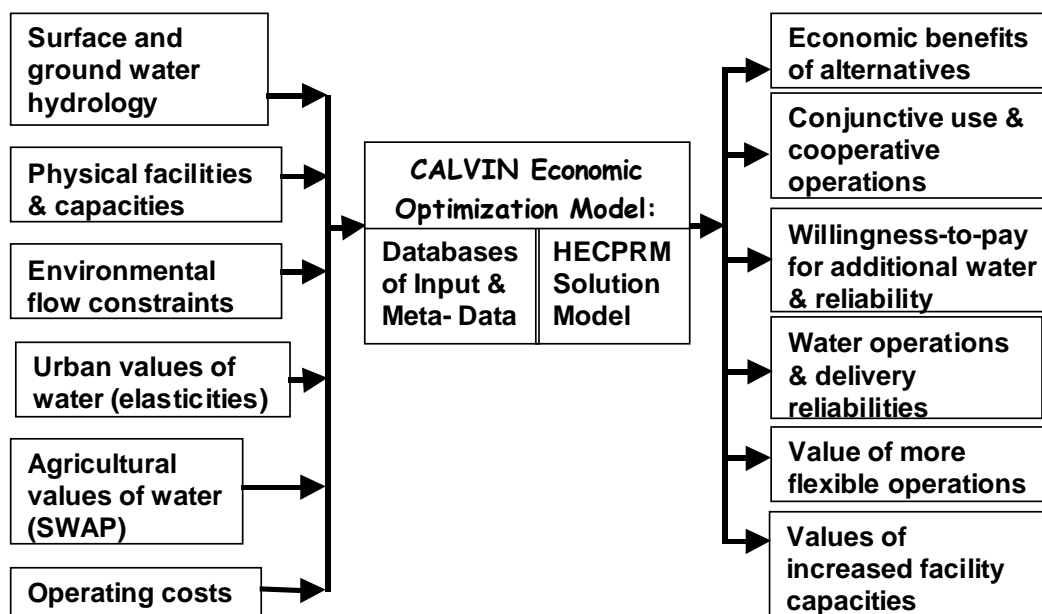 Surface and
ground water
hydrology
Physical facilities
& capacities
Environmental
flow constraints
Urban values of
water (elasticities)
Agricultural
values of water
(SWAP)
Operating costs
CALVIN Economic
Optimization Model:
Databases
of Input &
Meta- Data
HECPRM
Solution
Model
Economic benefits
of alternatives
Conjunctive use &
cooperative
operations
Willingness-to-pay
for additional water
& reliability
Water operations
& delivery
reliabilities
Value of more
flexible operations
Values of
increased facility
capacities